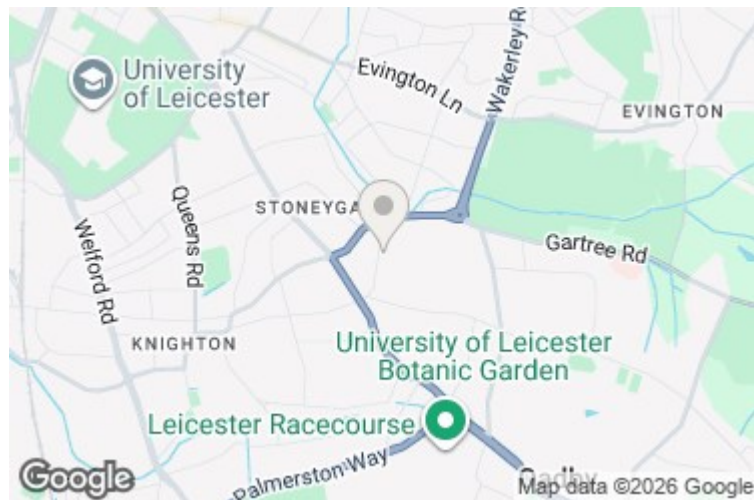 University
of Leicester
Evington Ln
Wakerley R
EVINGTON
STONEYGA
Queens Rd
Welford Rd
Gartree Rd
KNIGHTON
University of Leicester
Botanic Garden
Leicester Racecourse
Palmerston Way
Google
Map data ©2026 Google